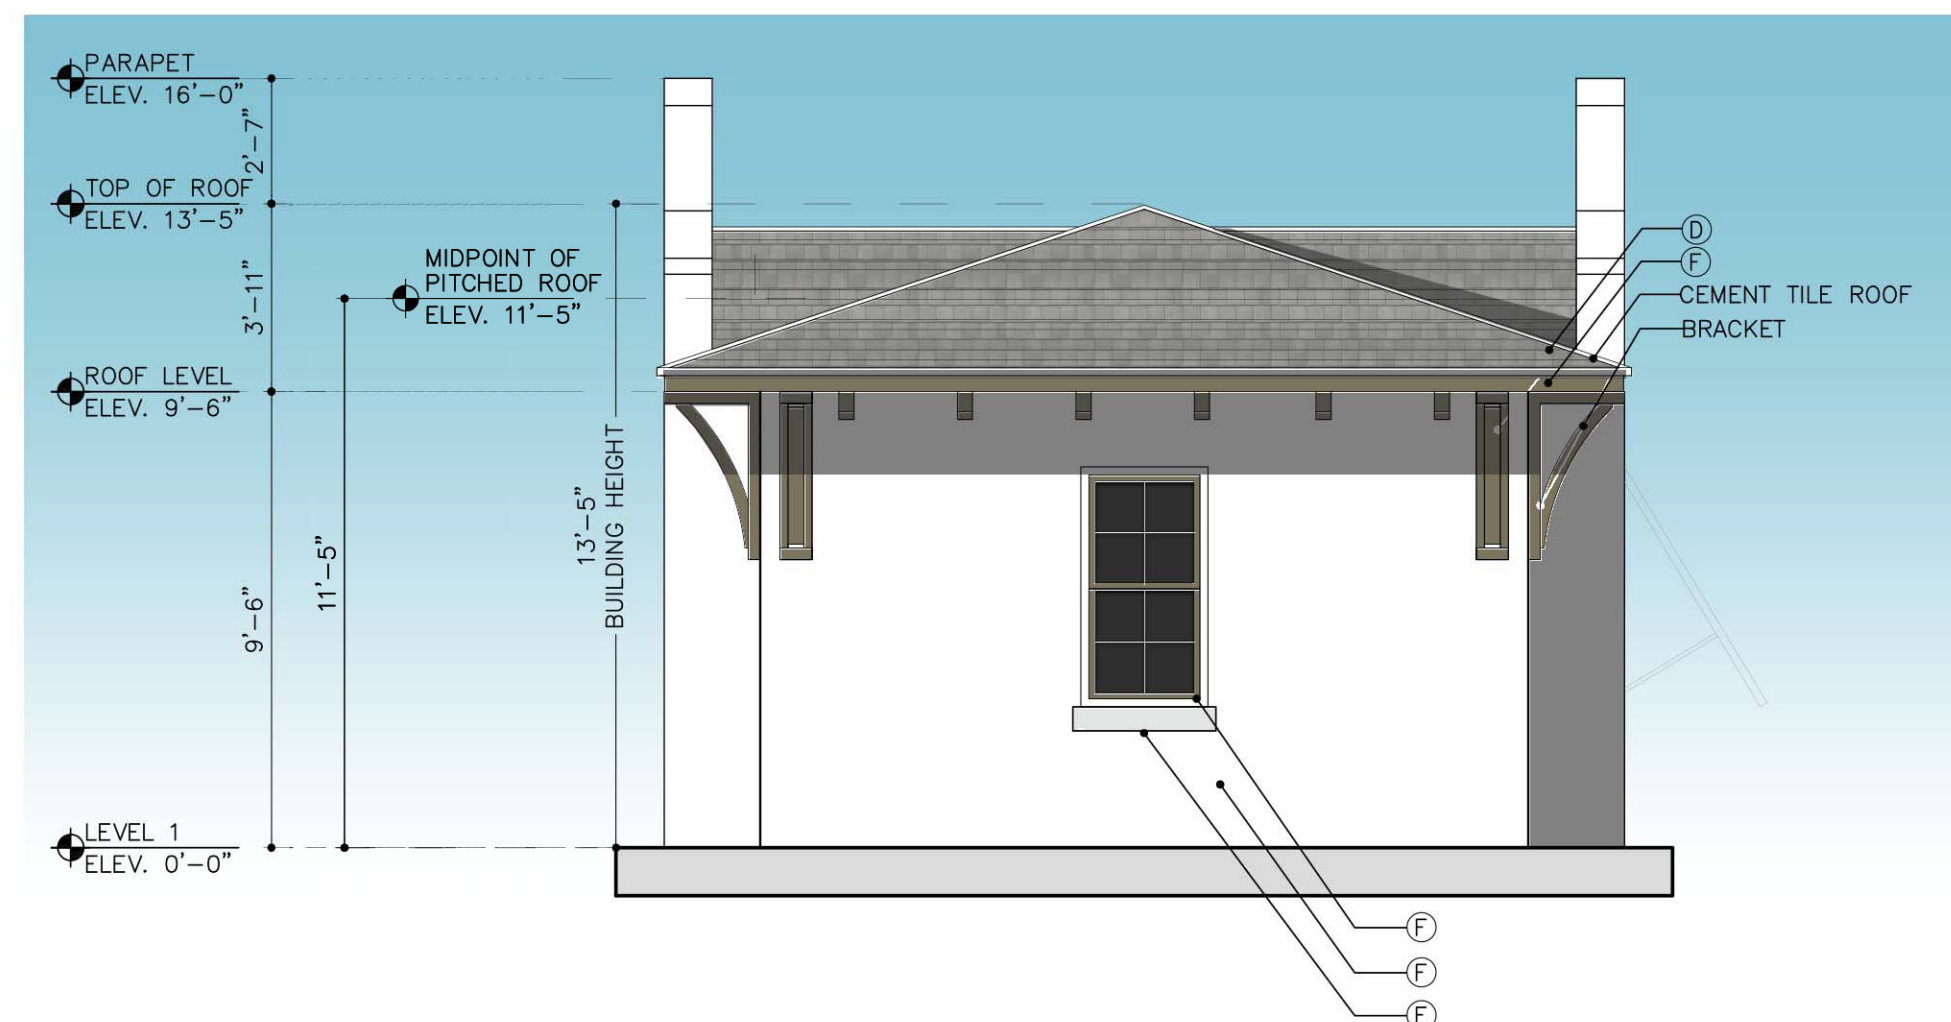 PARAPET
ELEV. 16'-0"
2'-7"
TOP OF ROOF
ELEV. 13'-5"
MIDPOINT OF
PITCHED ROOF
ELEV. 11'-5"
3'-11"
ROOF LEVEL
ELEV. 9'-6"
9'-6"
11'-5"
13'-5"
BUILDING HEIGHT
LEVEL 1
ELEV. 0'-0"
D
F
CEMENT TILE ROOF
BRACKET
F
F
F